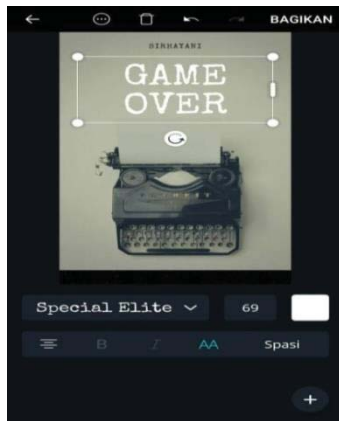 BAGIKAN
SIRHAYANI
GAME
OVER
Special Elite 69
B I AA Spasi